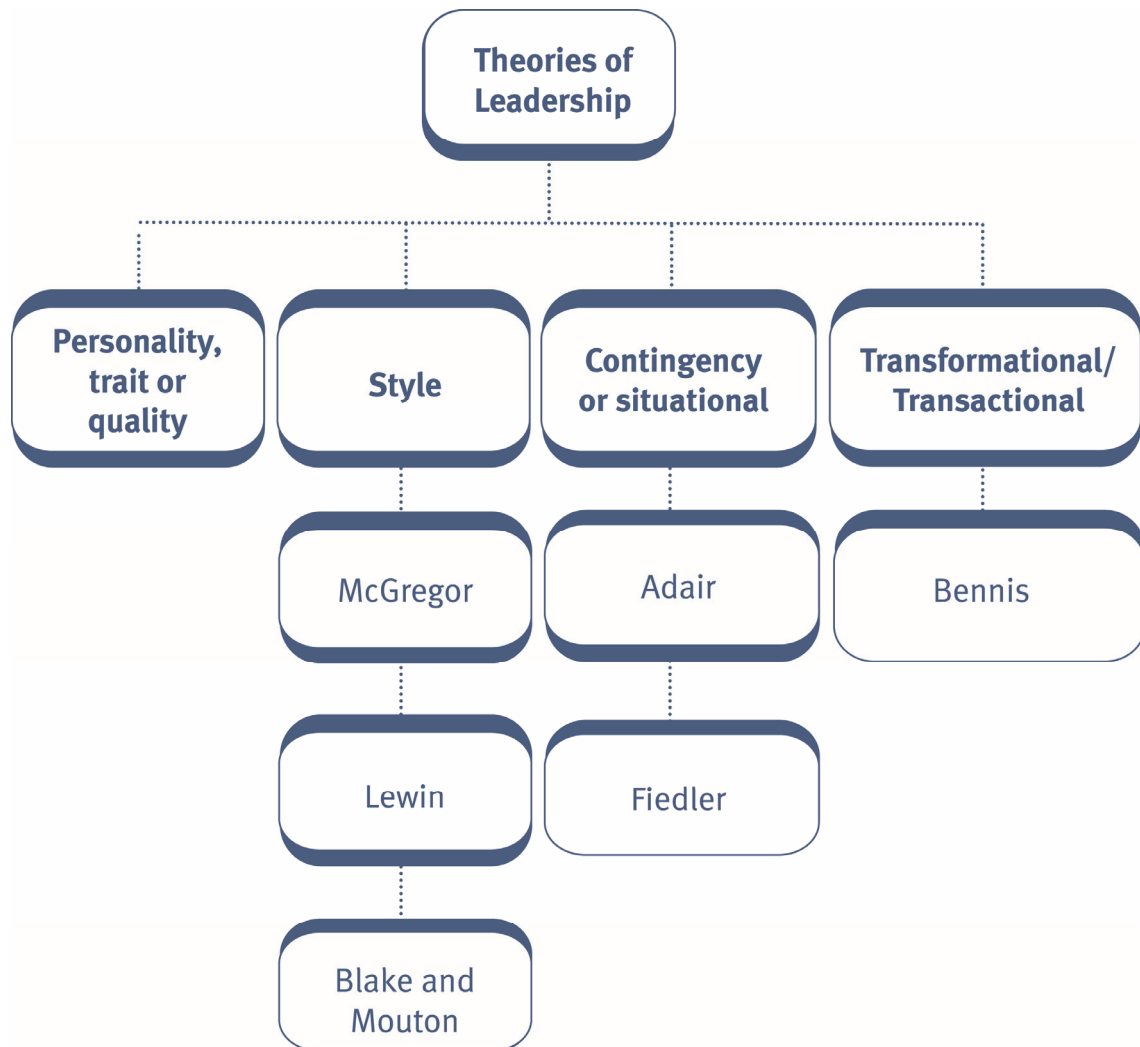 Theories of
Leadership
Personality,
trait or
quality
Style
Contingency
or situational
Transformational/
Transactional
McGregor
Adair
Bennis
Lewin
Fiedler
Blake and
Mouton